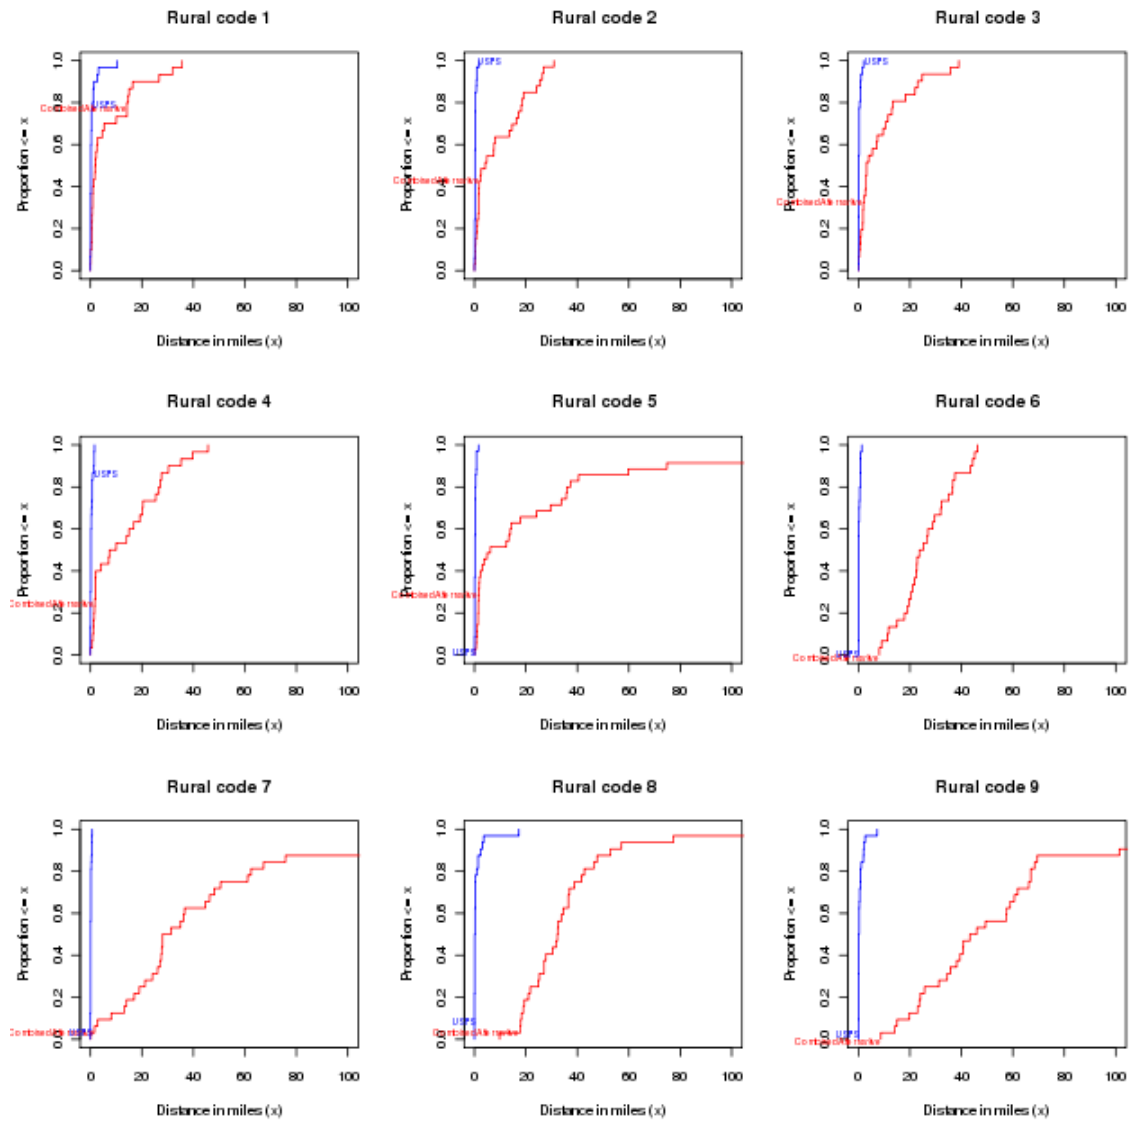 Rural code 1
Rural code 2
Rural code 3
Proportion <= x
0.0 0.2 0.4 0.6 0.8 1.0
USPS
CombinedAlternative
0 20 40 60 80 100
Distance in miles (x)
Proportion <= x
0.0 0.2 0.4 0.6 0.8 1.0
USPS
CombinedAlternative
0 20 40 60 80 100
Distance in miles (x)
Proportion <= x
0.0 0.2 0.4 0.6 0.8 1.0
USPS
CombinedAlternative
0 20 40 60 80 100
Distance in miles (x)
Rural code 4
Rural code 5
Rural code 6
Proportion <= x
0.0 0.2 0.4 0.6 0.8 1.0
USPS
CombinedAlternative
0 20 40 60 80 100
Distance in miles (x)
Proportion <= x
0.0 0.2 0.4 0.6 0.8 1.0
CombinedAlternative
USPS
0 20 40 60 80 100
Distance in miles (x)
Proportion <= x
0.0 0.2 0.4 0.6 0.8 1.0
USPS
CombinedAlternative
0 20 40 60 80 100
Distance in miles (x)
Rural code 7
Rural code 8
Rural code 9
Proportion <= x
0.0 0.2 0.4 0.6 0.8 1.0
CombinedAlternative
USPS
0 20 40 60 80 100
Distance in miles (x)
Proportion <= x
0.0 0.2 0.4 0.6 0.8 1.0
USPS
CombinedAlternative
0 20 40 60 80 100
Distance in miles (x)
Proportion <= x
0.0 0.2 0.4 0.6 0.8 1.0
USPS
CombinedAlternative
0 20 40 60 80 100
Distance in miles (x)